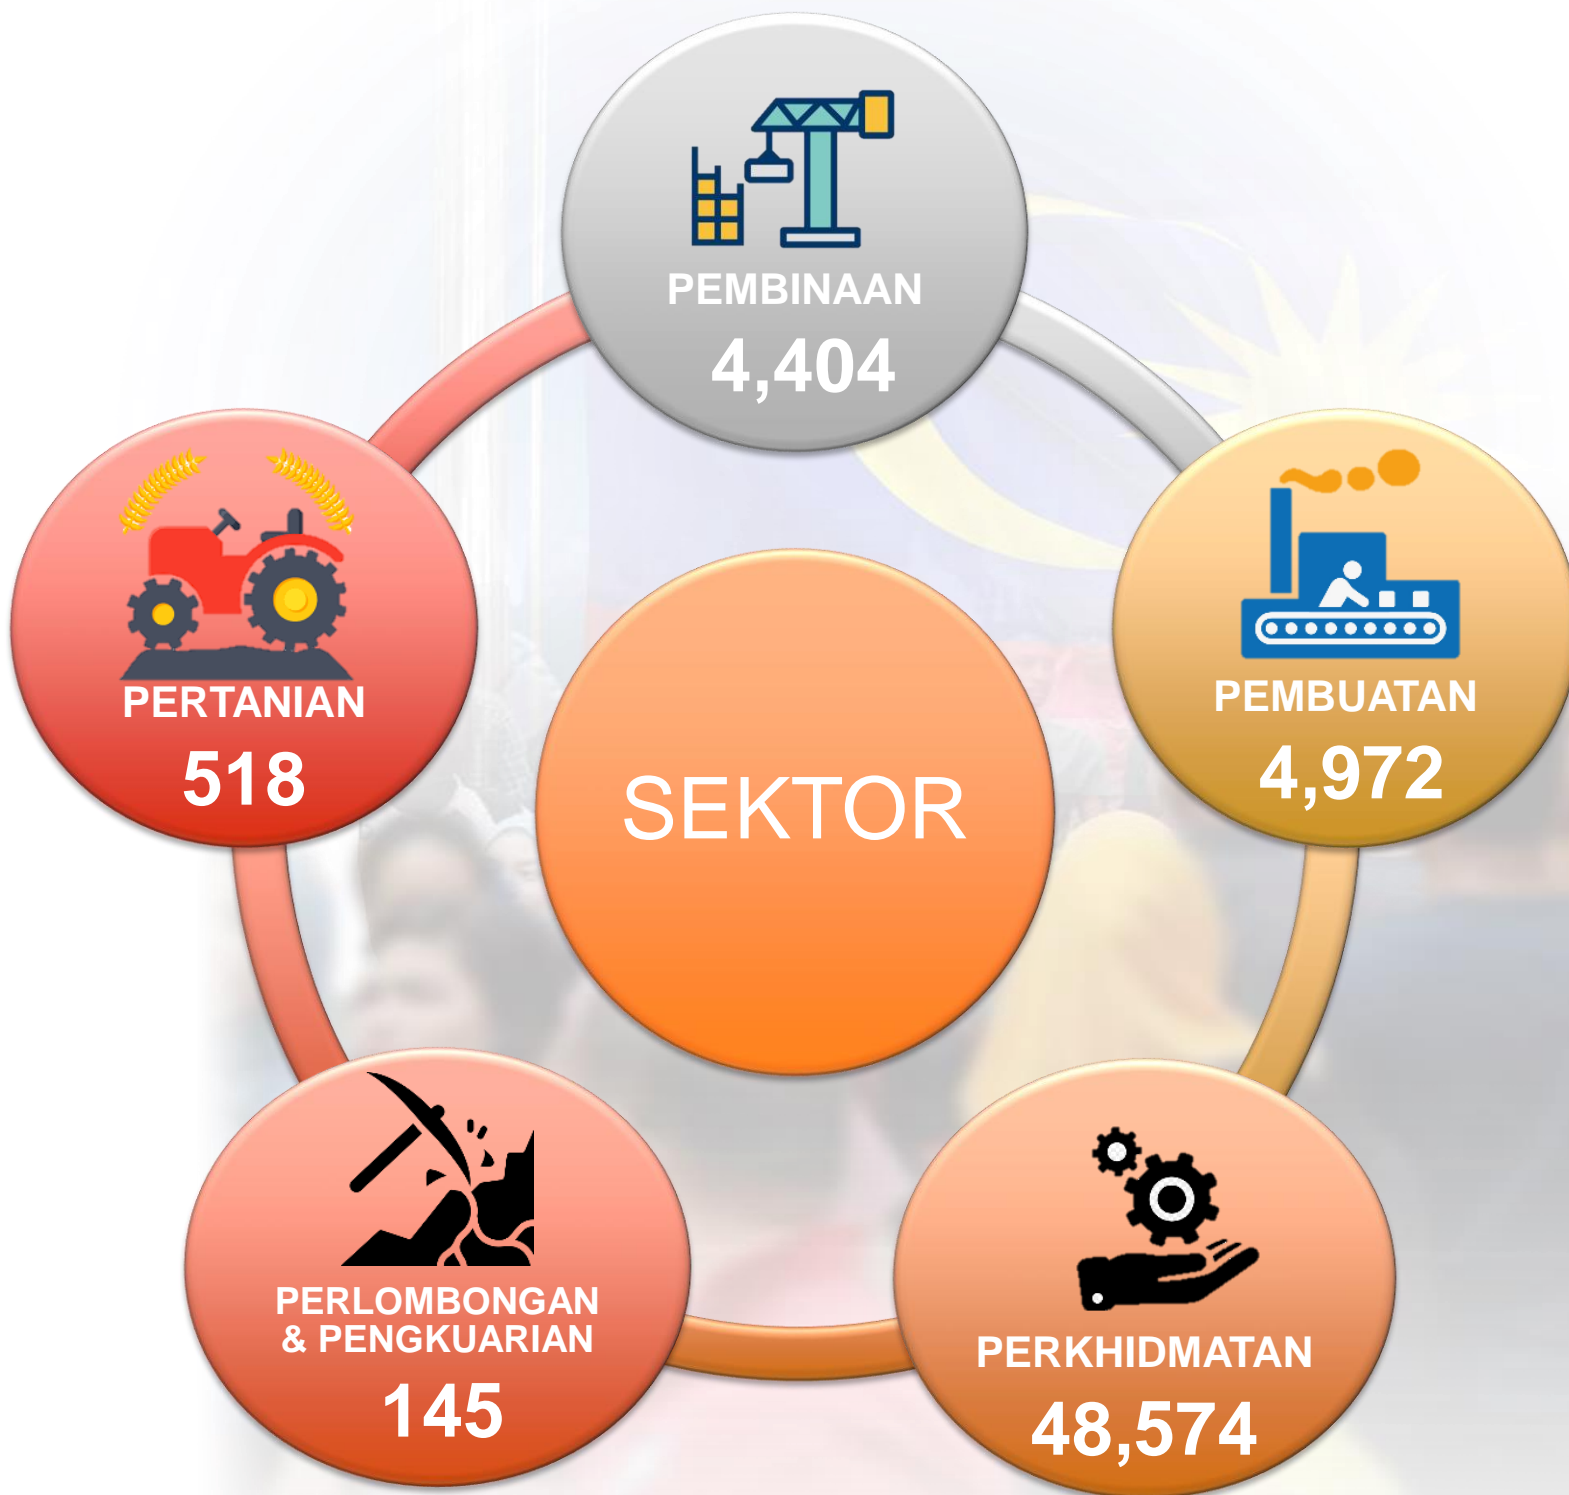 PEMBINAAN
4,404
PERTANIAN
518
PEMBUATAN
4,972
SEKTOR
PERLOMBONGAN
& PENGKUARIAN
145
PERKHIDMATAN
48,574